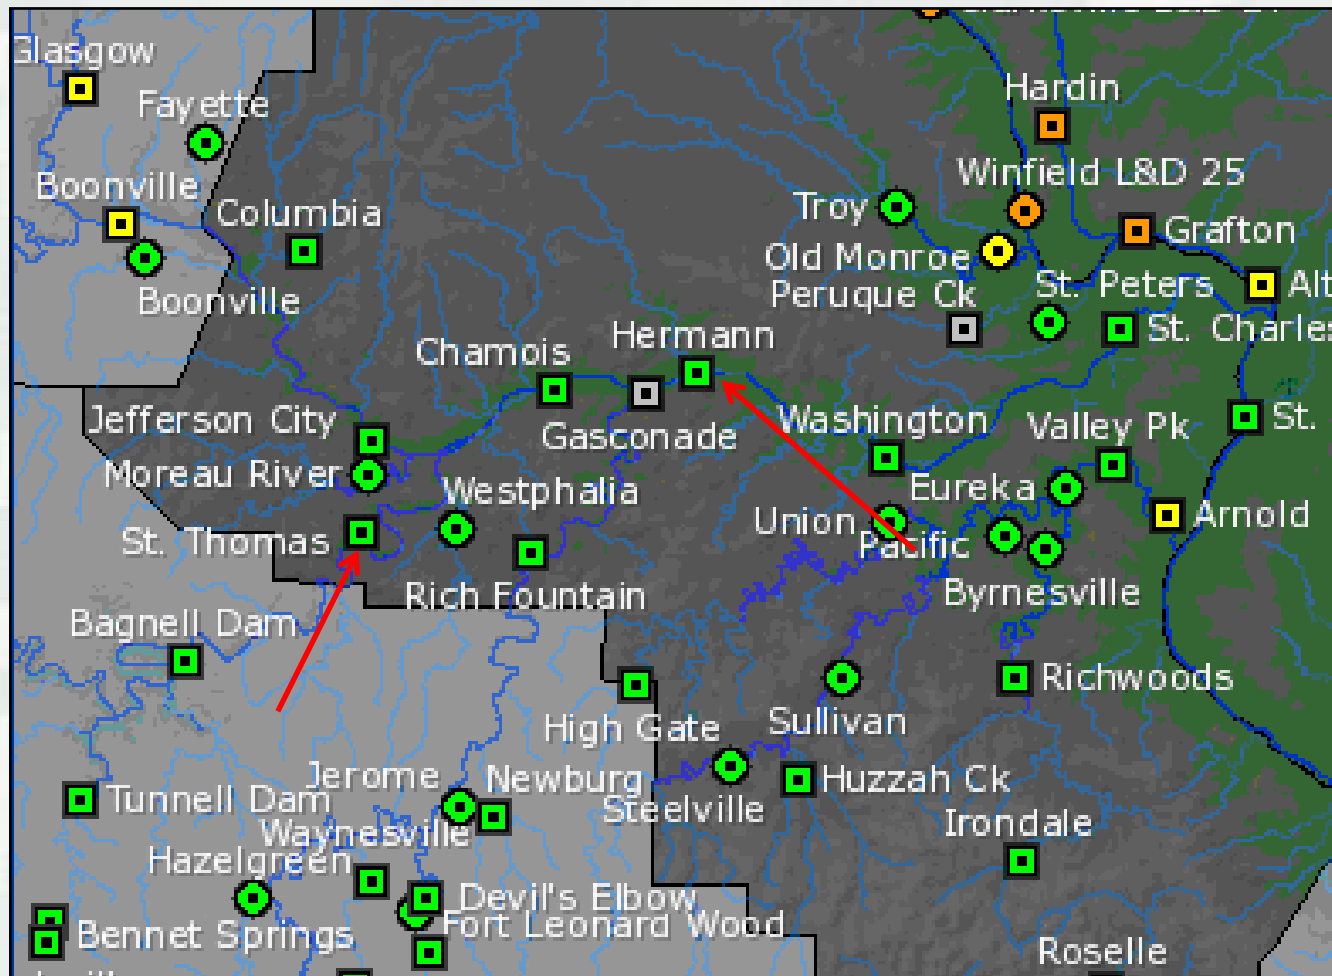 Glasgow
Hardin
Fayette
Winfield L&D 25
Boonville
Columbia
Troy
Grafton
Old Monroe
St. Peters
Alt
Peruque Ck
Boonville
St. Charles
Hermann
Chamois
Jefferson City
Washington
St.
Gasconade
Valley Pk
Moreau River
Westphalia
Eureka
Union
Arnold
St. Thomas
Pacific
Rich Fountain
Byrnesville
Bagnell Dam
Richwoods
High Gate
Sullivan
Jerome
Newburg
Huzzah Ck
Tunnell Dam
Steelville
Waynesville
Irondale
Hazelgreen
Devil's Elbow
Fort Leonard Wood
Bennet Springs
Roselle